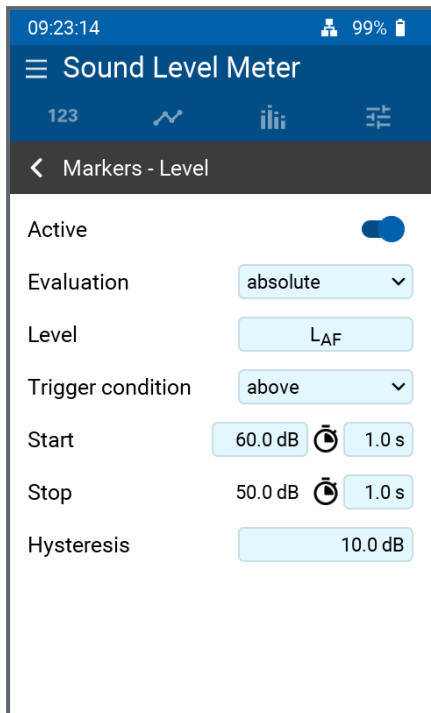 09:23:14 99%
Sound Level Meter
123
Markers - Level
Active
Evaluation absolute
Level LAF
Trigger condition above
Start 60.0 dB 1.0 s
Stop 50.0 dB 1.0 s
Hysteresis 10.0 dB